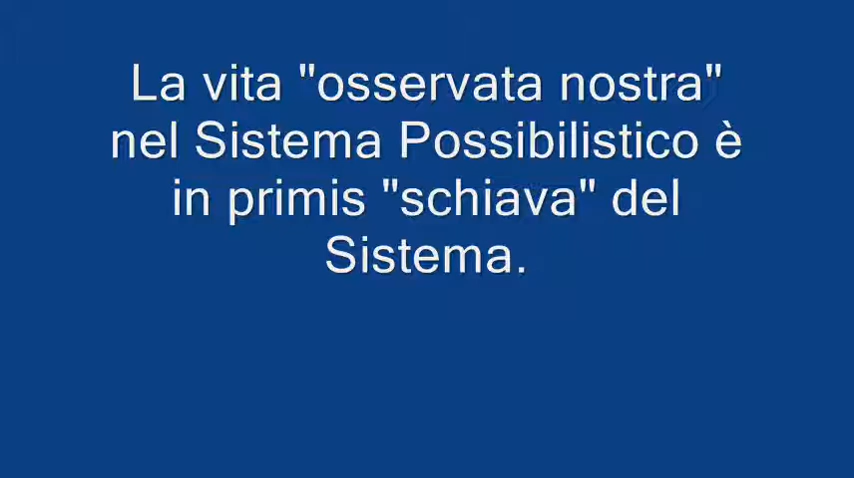 La vita "osservata nostra"
nel Sistema Possibilistico è
in primis "schiava" del
Sistema.